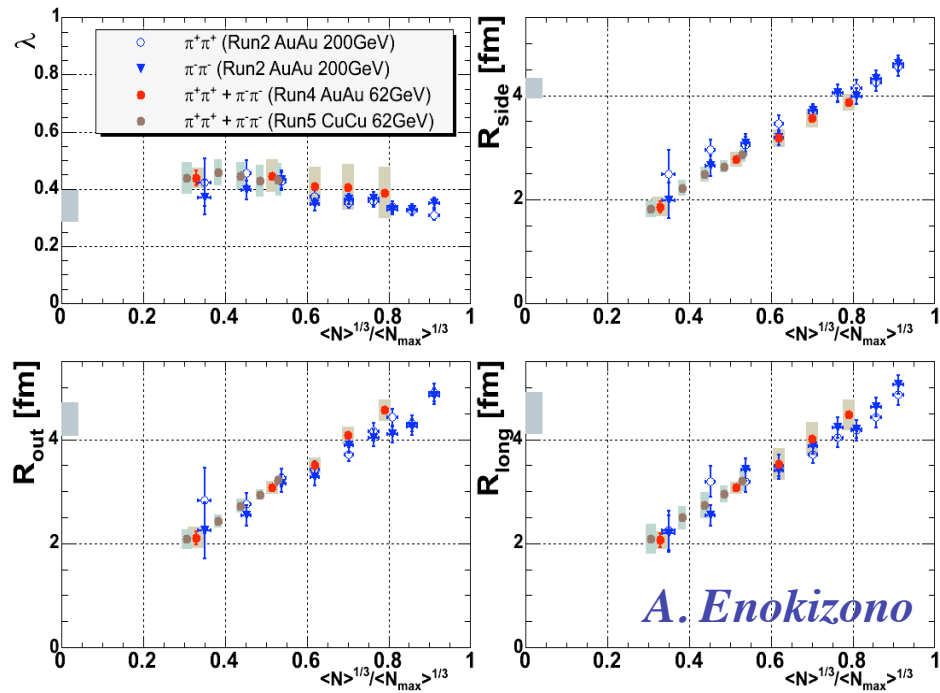 λ
1
0.8
0.6
0.4
0.2
0
π⁺π⁺ (Run2 AuAu 200GeV)
π⁻π⁻ (Run2 AuAu 200GeV)
π⁺π⁺ + π⁻π⁻ (Run4 AuAu 62GeV)
π⁺π⁺ + π⁻π⁻ (Run5 CuCu 62GeV)
0 0.2 0.4 0.6 0.8 1
<N>^1/3/<N_max>^1/3
R_side [fm]
4
2
0
0 0.2 0.4 0.6 0.8 1
<N>^1/3/<N_max>^1/3
R_out [fm]
4
2
0
0 0.2 0.4 0.6 0.8 1
<N>^1/3/<N_max>^1/3
R_long [fm]
4
2
0
A. Enokizono
0 0.2 0.4 0.6 0.8 1
<N>^1/3/<N_max>^1/3